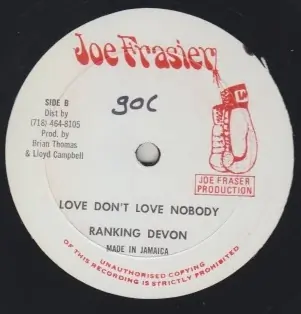 Joe Frasier
SIDE B
Dist by
(718) 464-8105
Prod. by
Brian Thomas
& Lloyd Campbell
90c
JOE FRASER
PRODUCTION
LOVE DON'T LOVE NOBODY
RANKING DEVON
MADE IN JAMAICA
UNAUTHORISED COPYING
OF THIS RECORDING IS STRICTLY PROHIBITED